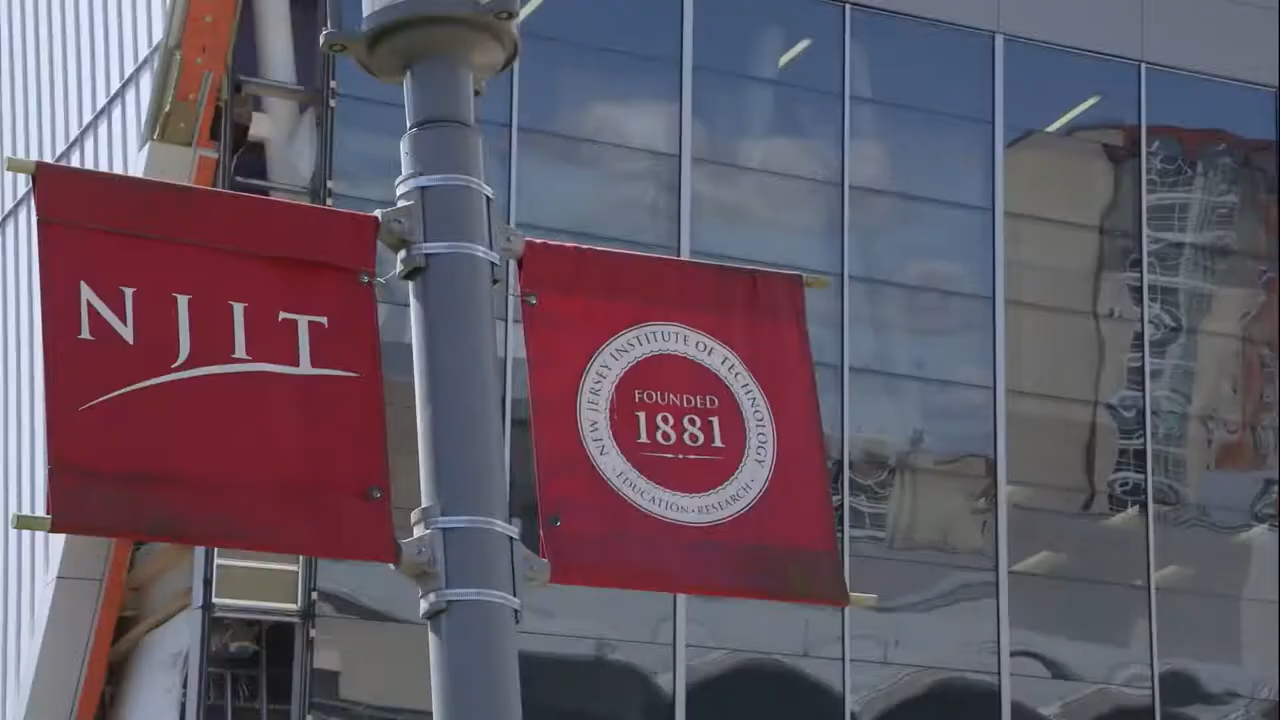 NJIT
NEW JERSEY INSTITUTE OF TECHNOLOGY
FOUNDED
1881
· EDUCATION · RESEARCH ·